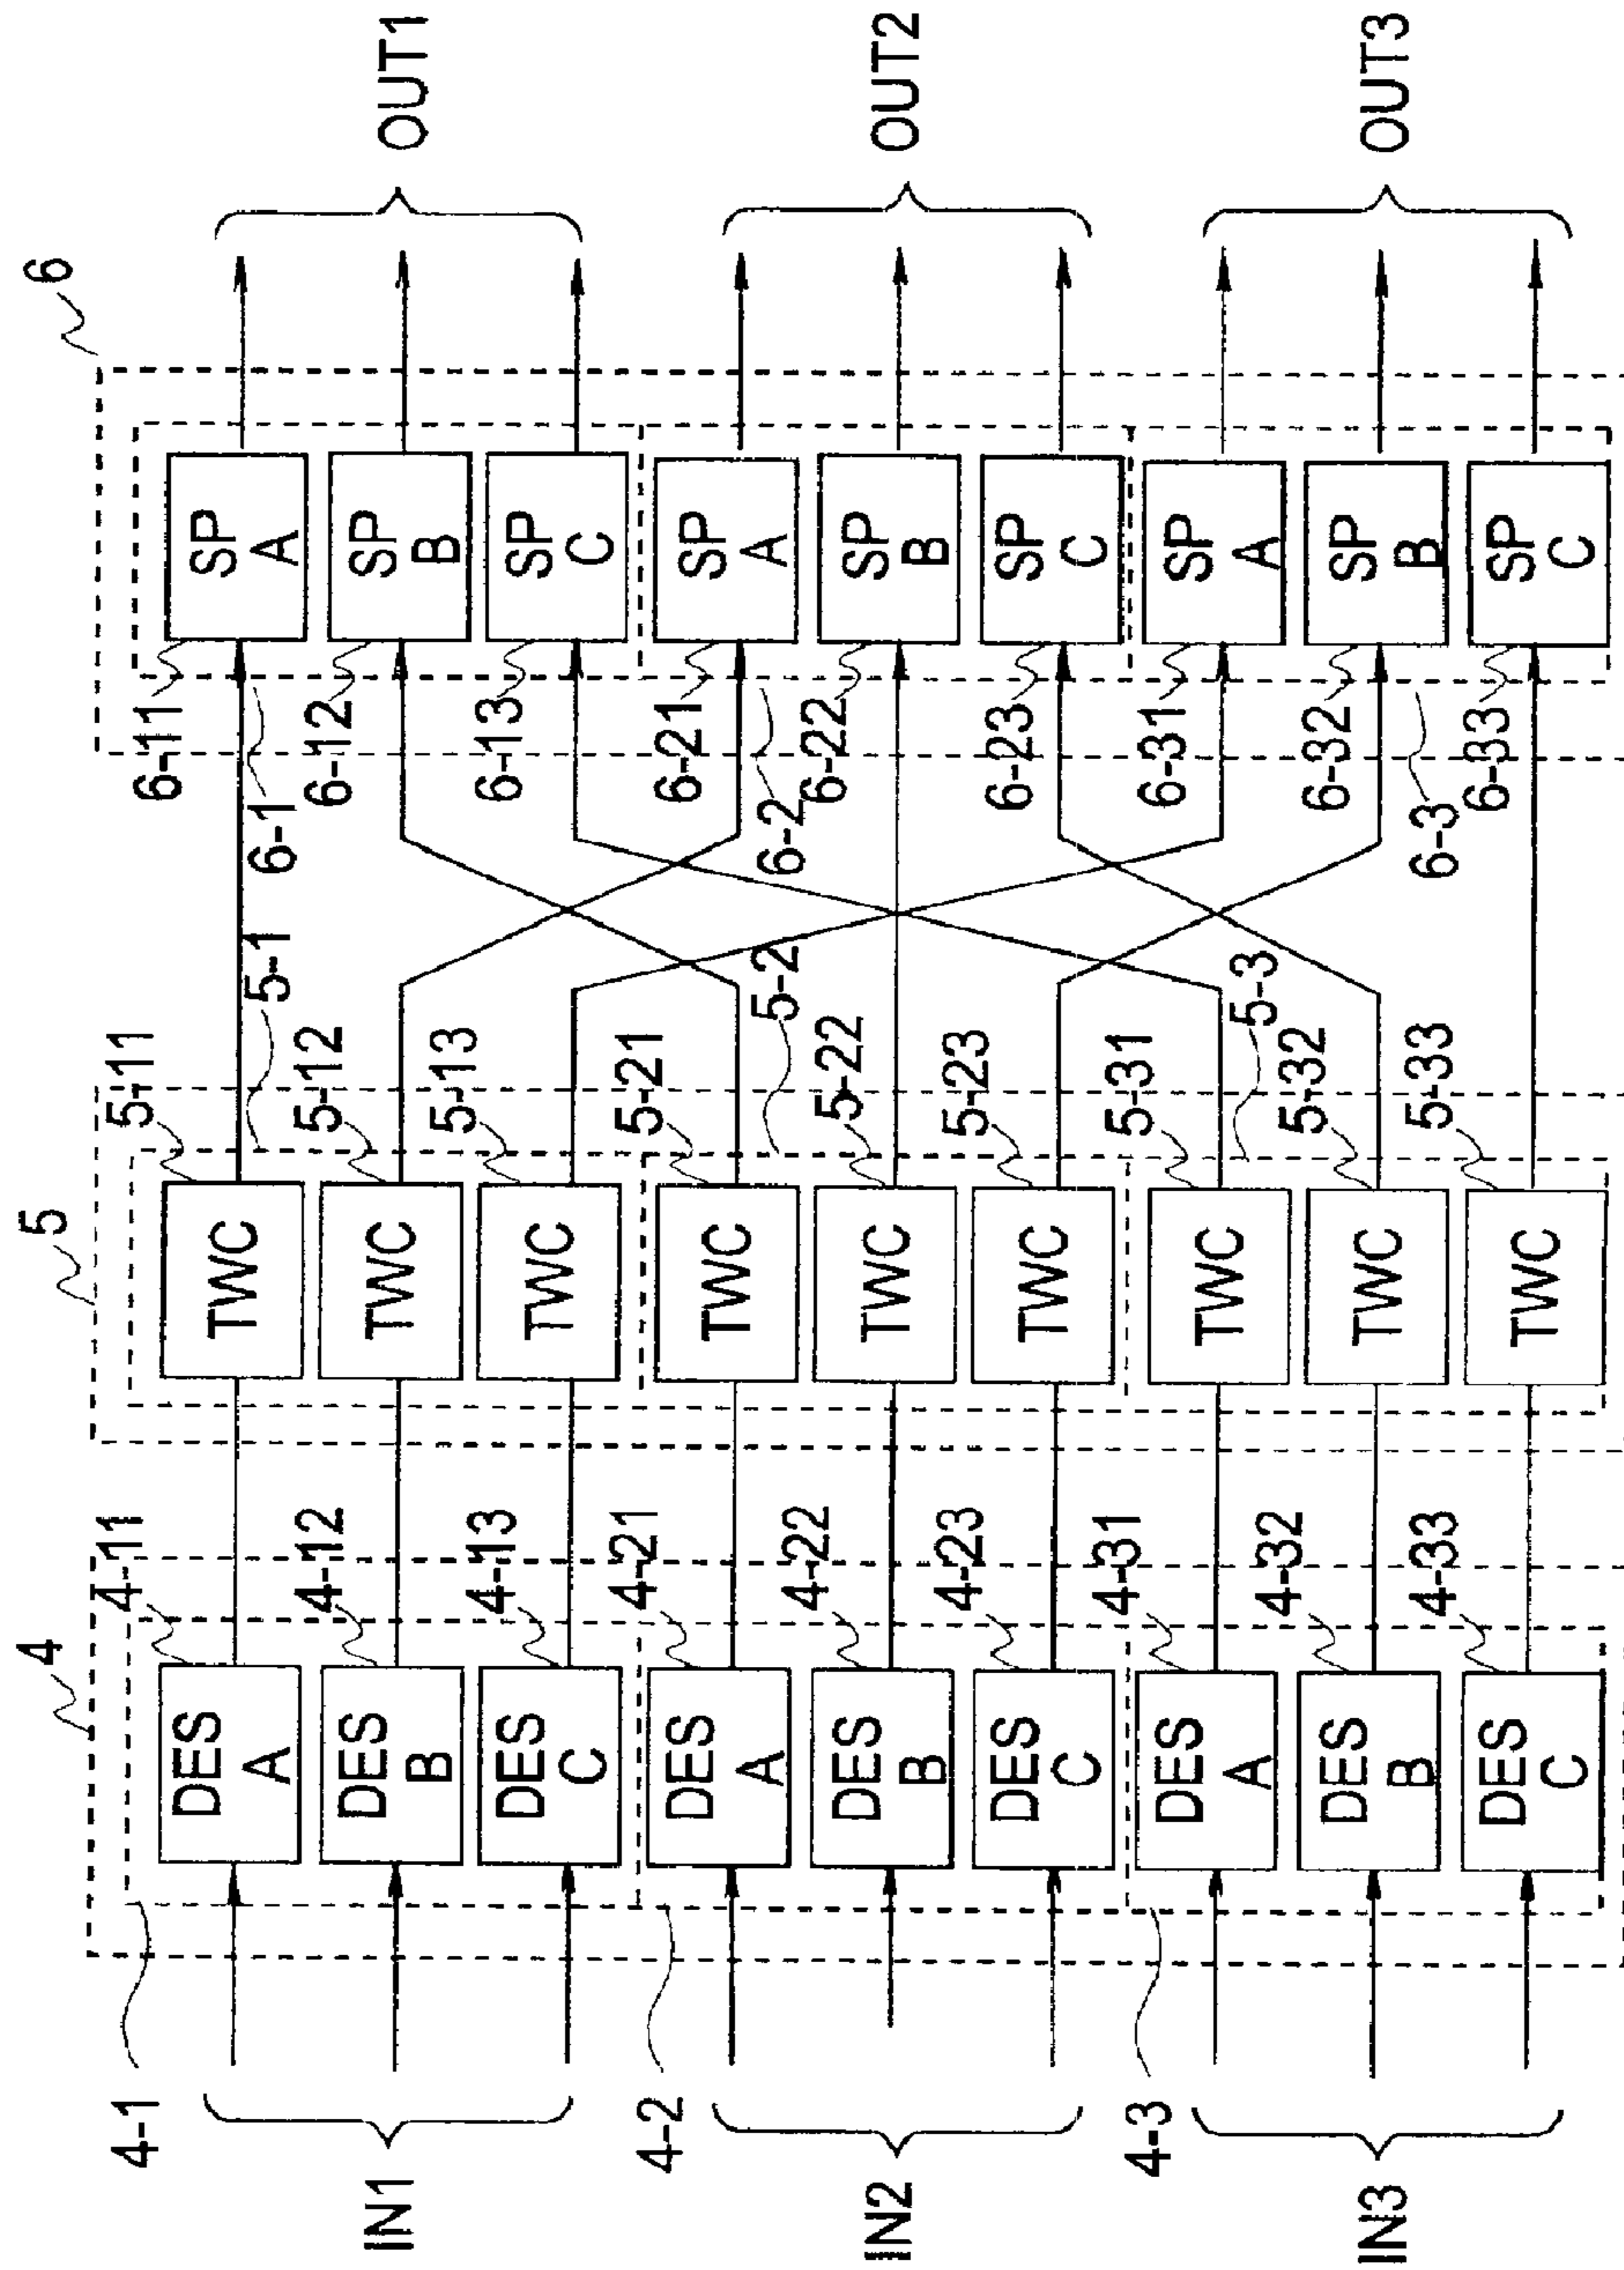 IN1
IN2
IN3
4-1
4-2
4-3
4
DES
A
4-11
DES
B
4-12
DES
C
4-13
DES
A
4-21
DES
B
4-22
DES
C
4-23
DES
A
4-31
DES
B
4-32
DES
C
4-33
5
TWC
5-11
5-1
TWC
5-12
TWC
5-13
TWC
5-21
5-2
TWC
5-22
TWC
5-23
TWC
5-31
5-3
TWC
5-32
TWC
5-33
6
6-11
SP
A
6-1
6-12
SP
B
6-13
SP
C
6-21
SP
A
6-2
6-22
SP
B
6-23
SP
C
6-31
SP
A
6-32
SP
B
6-3
6-33
SP
C
OUT1
OUT2
OUT3